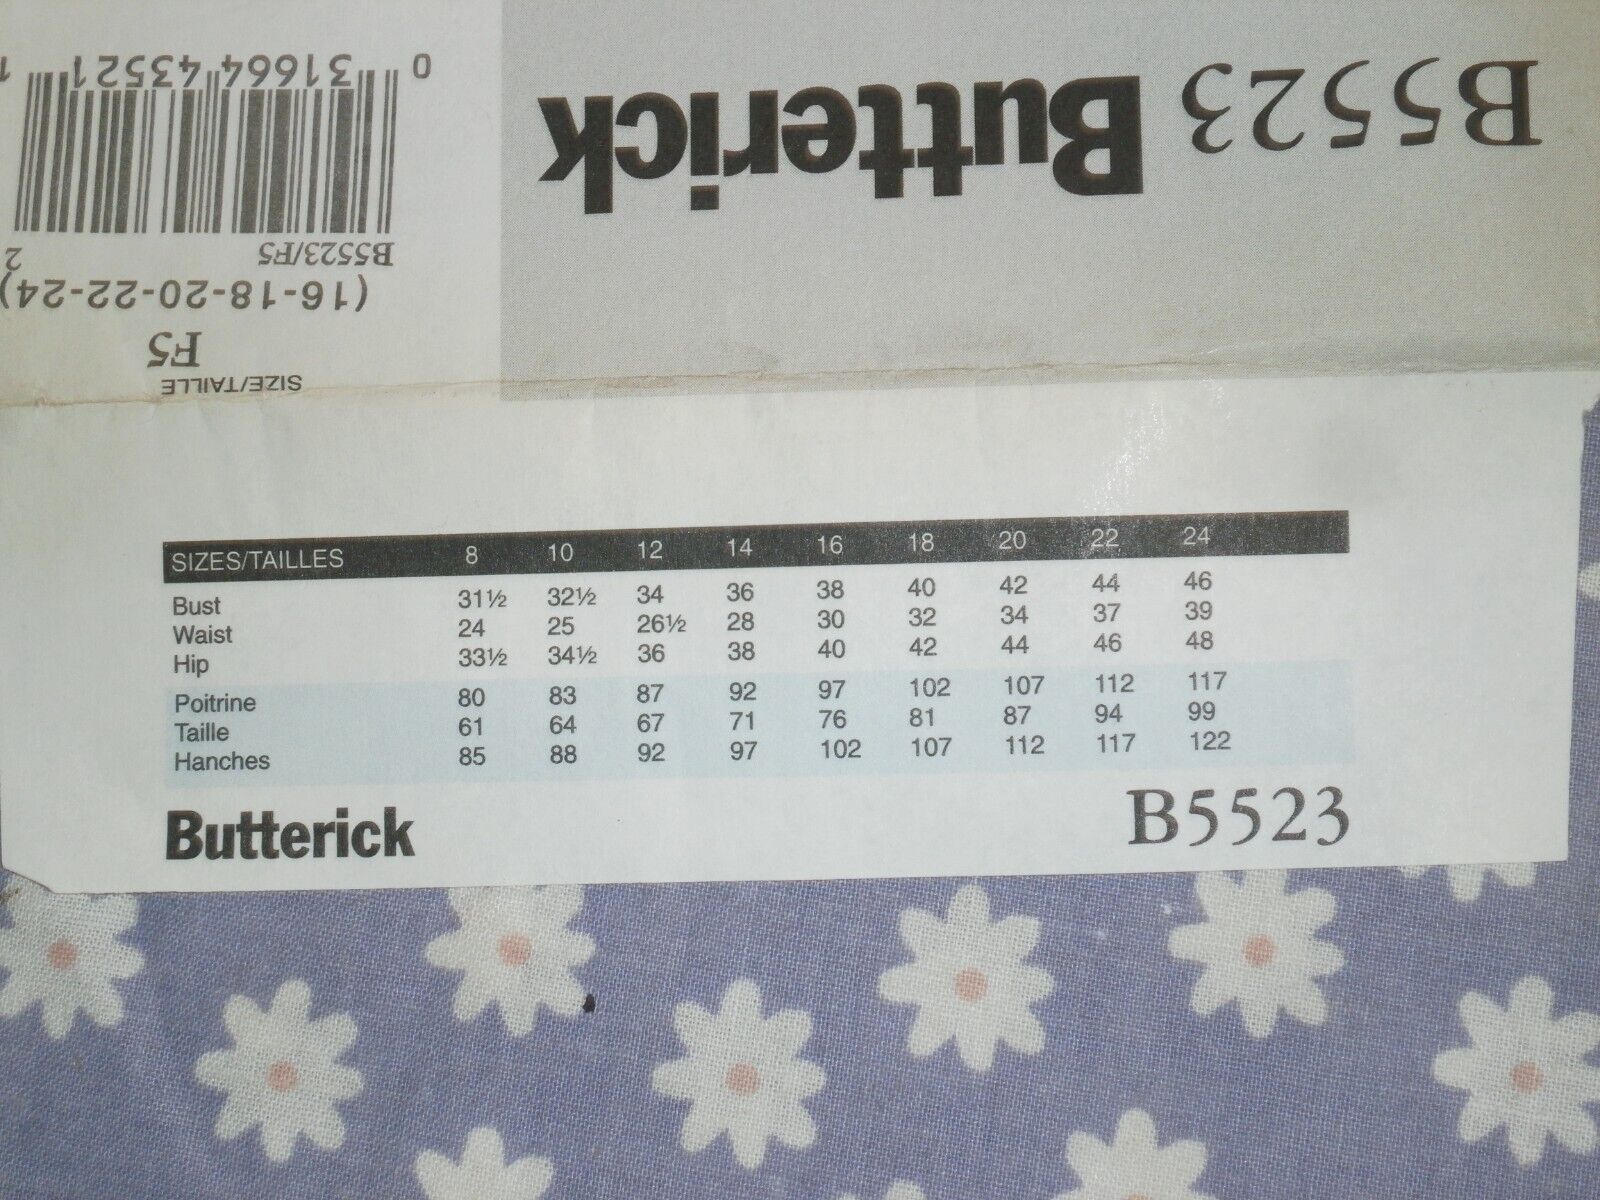 B5523 Butterick
0 31664 43521 1
B5523/F5 2
(16-18-20-22-24)
F5
SIZE/TAILLE
SIZES/TAILLES 8 10 12 14 16 18 20 22 24
Bust 31½ 32½ 34 36 38 40 42 44 46
Waist 24 25 26½ 28 30 32 34 37 39
Hip 33½ 34½ 36 38 40 42 44 46 48
Poitrine 80 83 87 92 97 102 107 112 117
Taille 61 64 67 71 76 81 87 94 99
Hanches 85 88 92 97 102 107 112 117 122
Butterick B5523